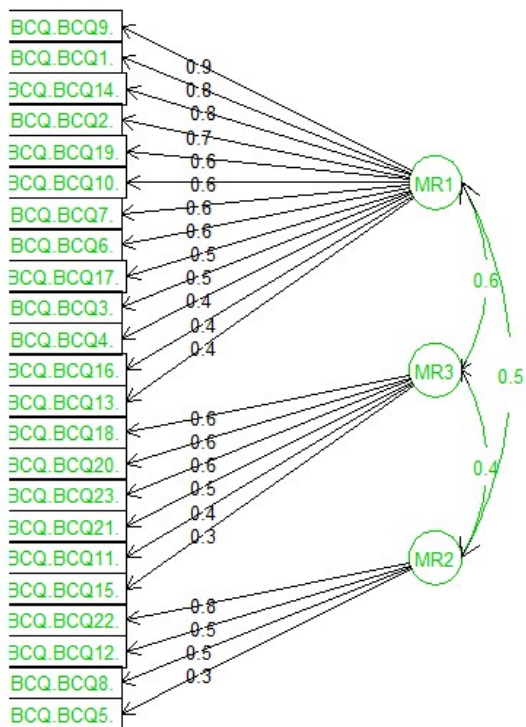 BCQ.BCQ9.
BCQ.BCQ1.
BCQ.BCQ14.
BCQ.BCQ2.
BCQ.BCQ19.
BCQ.BCQ10.
BCQ.BCQ7.
BCQ.BCQ6.
BCQ.BCQ17.
BCQ.BCQ3.
BCQ.BCQ4.
BCQ.BCQ16.
BCQ.BCQ13.
BCQ.BCQ18.
BCQ.BCQ20.
BCQ.BCQ23.
BCQ.BCQ21.
BCQ.BCQ11.
BCQ.BCQ15.
BCQ.BCQ22.
BCQ.BCQ12.
BCQ.BCQ8.
BCQ.BCQ5.
0.9
0.8
0.8
0.7
0.6
0.6
0.6
0.6
0.5
0.5
0.4
0.4
0.4
0.6
0.6
0.6
0.5
0.4
0.3
0.8
0.5
0.5
0.3
MR1
MR3
MR2
0.6
0.5
0.4